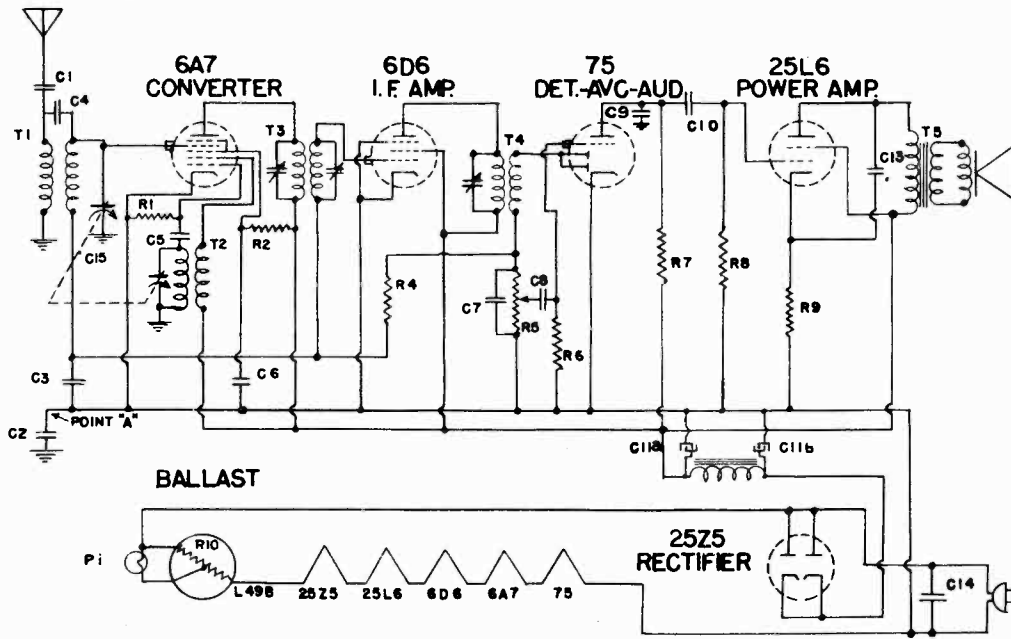 6A7
CONVERTER
6D6
I.F. AMP.
75
DET.-AVC-AUD
25L6
POWER AMP.
C1
C4
T1
T3
T4
C9
C10
T5
C13
R1
C5
T2
R2
C15
R4
C7
C8
R5
R6
R7
R8
R9
C3
C6
POINT "A"
C2
C11a
C11b
BALLAST
25Z5
RECTIFIER
Pi
R10
L49B
25Z5
25L6
6D6
6A7
75
C14